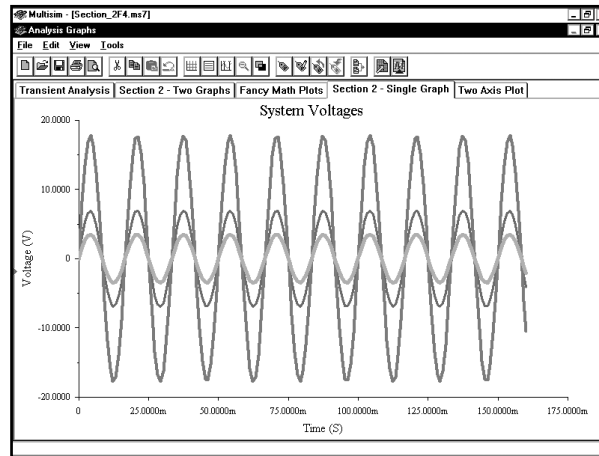 Multisim - [Section_2F4.ms7]
Analysis Graphs
File Edit View Tools
Transient Analysis Section 2 - Two Graphs Fancy Math Plots Section 2 - Single Graph Two Axis Plot
System Voltages
20.0000
10.0000
0
-10.0000
-20.0000
Voltage (V)
0 25.0000m 50.0000m 75.0000m 100.0000m 125.0000m 150.0000m 175.0000m
Time (S)